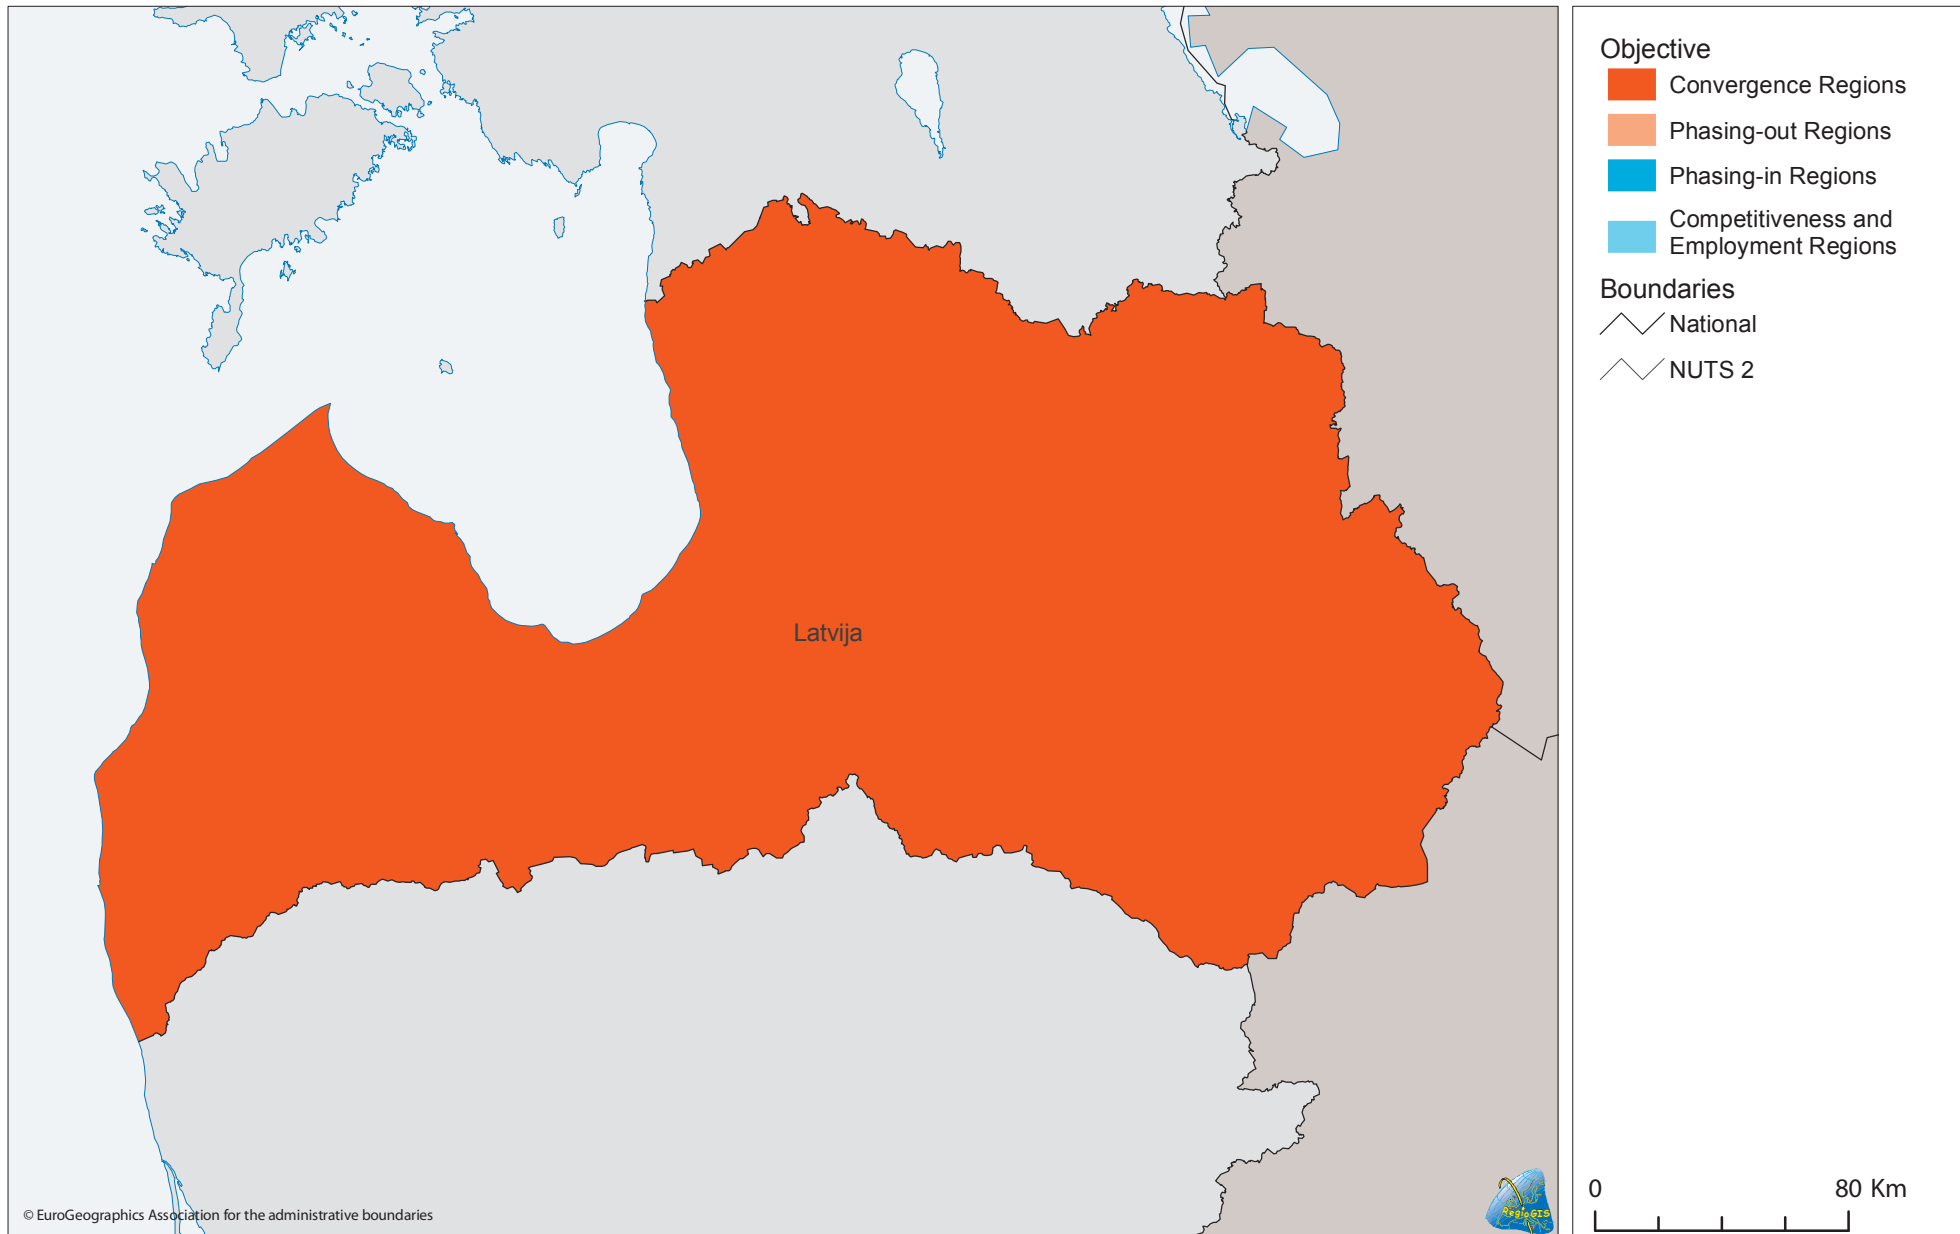 Objective
Convergence Regions
Phasing-out Regions
Phasing-in Regions
Competitiveness and
Employment Regions
Boundaries
National
NUTS 2
Latvija
© EuroGeographics Association for the administrative boundaries
RegioGIS
0 80 Km